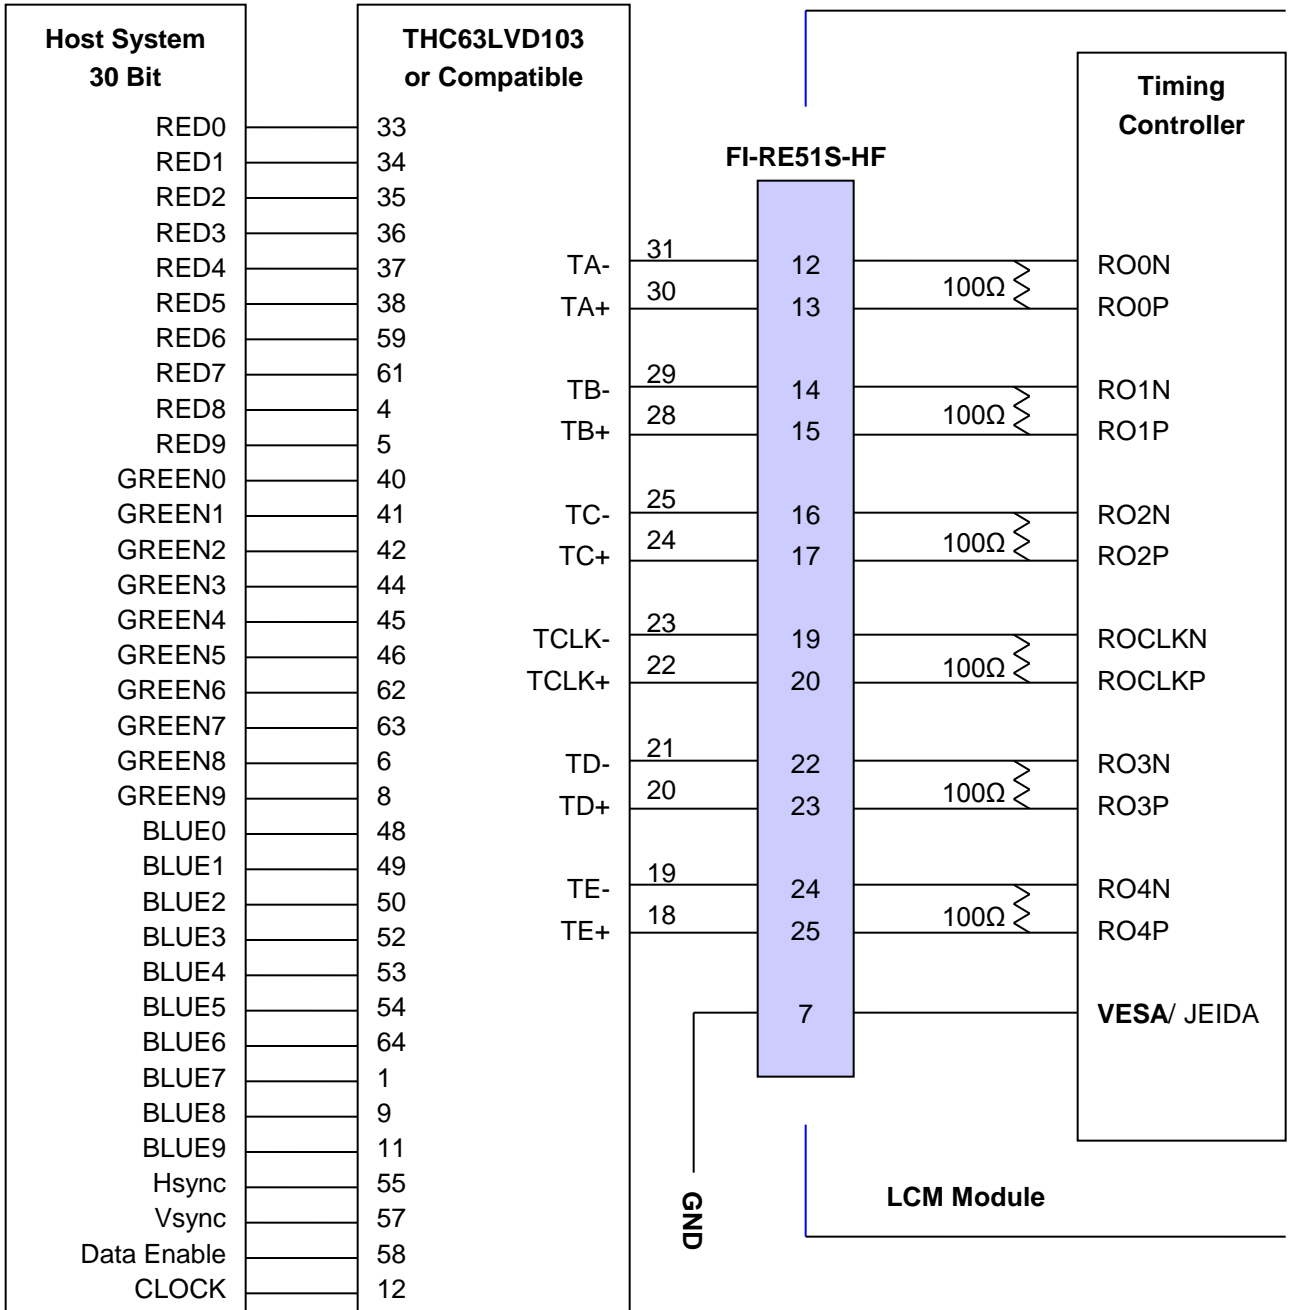 Host System
30 Bit
RED0
RED1
RED2
RED3
RED4
RED5
RED6
RED7
RED8
RED9
GREEN0
GREEN1
GREEN2
GREEN3
GREEN4
GREEN5
GREEN6
GREEN7
GREEN8
GREEN9
BLUE0
BLUE1
BLUE2
BLUE3
BLUE4
BLUE5
BLUE6
BLUE7
BLUE8
BLUE9
Hsync
Vsync
Data Enable
CLOCK
THC63LVD103
or Compatible
33
34
35
36
37
38
59
61
4
5
40
41
42
44
45
46
62
63
6
8
48
49
50
52
53
54
64
1
9
11
55
57
58
12
TA-
TA+
TB-
TB+
TC-
TC+
TCLK-
TCLK+
TD-
TD+
TE-
TE+
31
30
29
28
25
24
23
22
21
20
19
18
GND
FI-RE51S-HF
12
13
14
15
16
17
19
20
22
23
24
25
7
100Ω
100Ω
100Ω
100Ω
100Ω
100Ω
LCM Module
Timing
Controller
RO0N
RO0P
RO1N
RO1P
RO2N
RO2P
ROCLKN
ROCLKP
RO3N
RO3P
RO4N
RO4P
VESA/ JEIDA